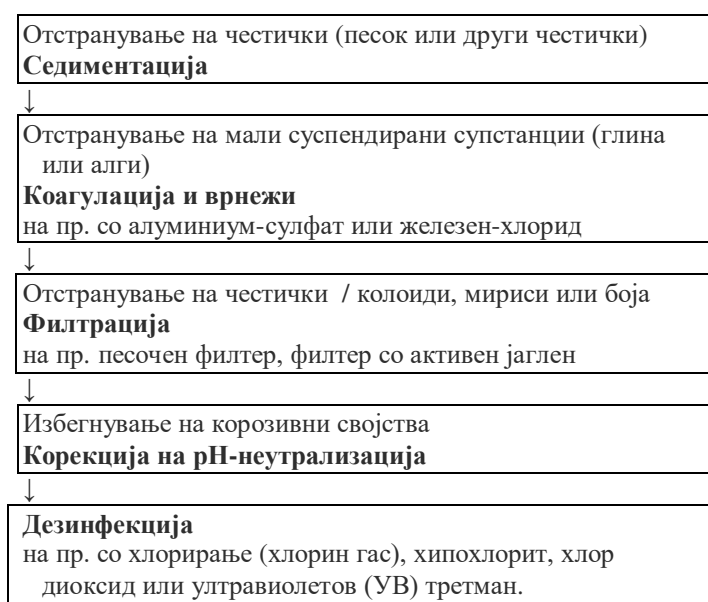 Отстранување на честички (песок или други честички)
Седиментација
↓
Отстранување на мали суспендирани супстанции (глина
или алги)
Коагулација и врнежи
на пр. со алуминиум-сулфат или железен-хлорид
↓
Отстранување на честички / колоиди, мириси или боја
Филтрација
на пр. песочен филтер, филтер со активен јаглен
↓
Избегнување на корозивни својства
Корекција на pH-неутрализација
↓
Дезинфекција
на пр. со хлорирање (хлорин гас), хипохлорит, хлор
диоксид или ултравиолетов (УВ) третман.